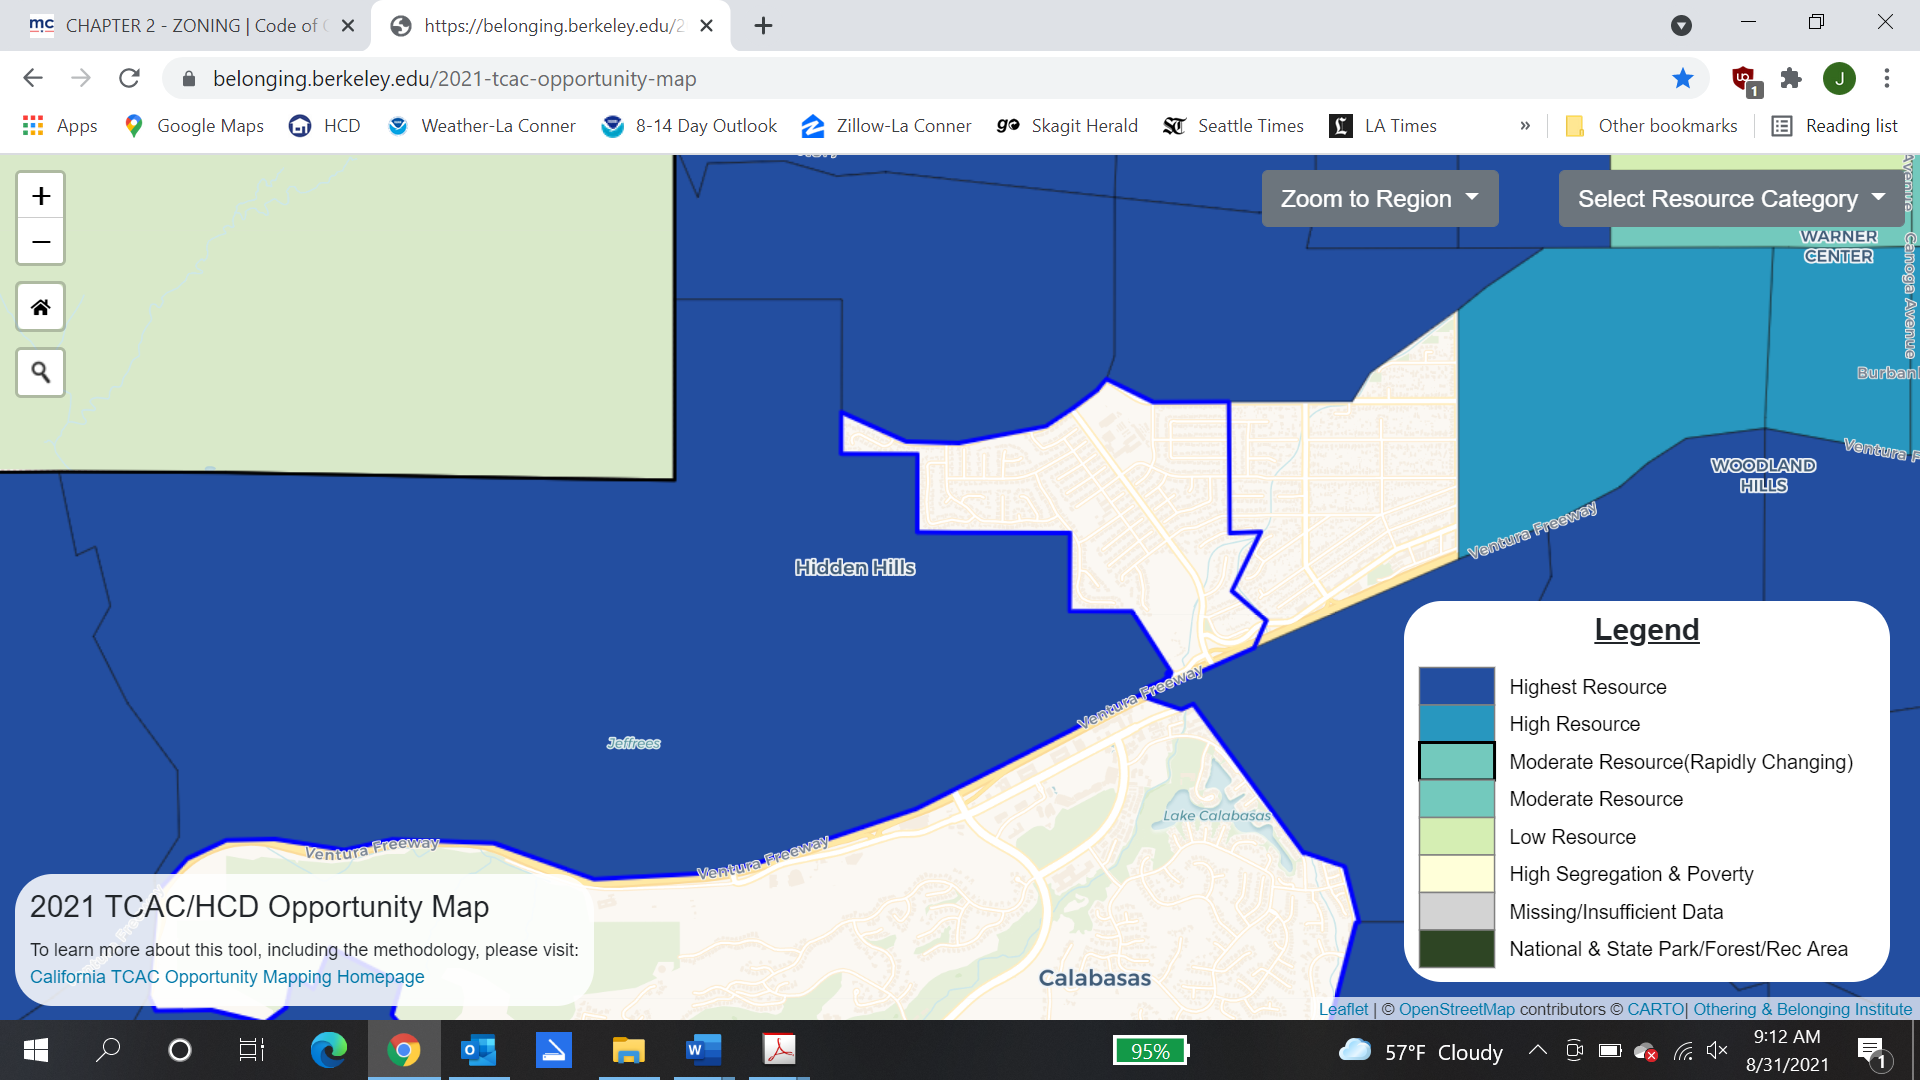 CHAPTER 2 - ZONING | Code of
https://belonging.berkeley.edu/2
belonging.berkeley.edu/2021-tcac-opportunity-map
1
J
Apps
Google Maps
HCD
Weather-La Conner
8-14 Day Outlook
Zillow-La Conner
Skagit Herald
Seattle Times
LA Times
»
Other bookmarks
Reading list
+
−
Zoom to Region
Select Resource Category
WARNER
CENTER
Canoga Avenue
Burban
Ventura F
WOODLAND
HILLS
Ventura Freeway
Hidden Hills
Ventura Freeway
Jeffrees
Lake Calabasas
Ventura Freeway
Ventura Freeway
Calabasas
Legend
Highest Resource
High Resource
Moderate Resource(Rapidly Changing)
Moderate Resource
Low Resource
High Segregation & Poverty
Missing/Insufficient Data
National & State Park/Forest/Rec Area
2021 TCAC/HCD Opportunity Map
To learn more about this tool, including the methodology, please visit:
California TCAC Opportunity Mapping Homepage
Leaflet | © OpenStreetMap contributors © CARTO| Othering & Belonging Institute
95%
57°F Cloudy
9:12 AM
8/31/2021
1